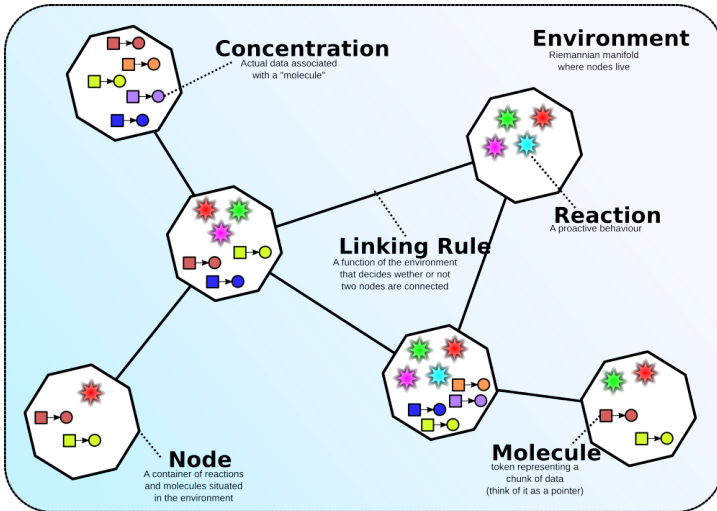 Concentration
Actual data associated
with a "molecule"
Environment
Riemannian manifold
where nodes live
Reaction
A proactive behaviour
Linking Rule
A function of the environment
that decides wether or not
two nodes are connected
Node
A container of reactions
and molecules situated
in the environment
Molecule
token representing a
chunk of data
(think of it as a pointer)